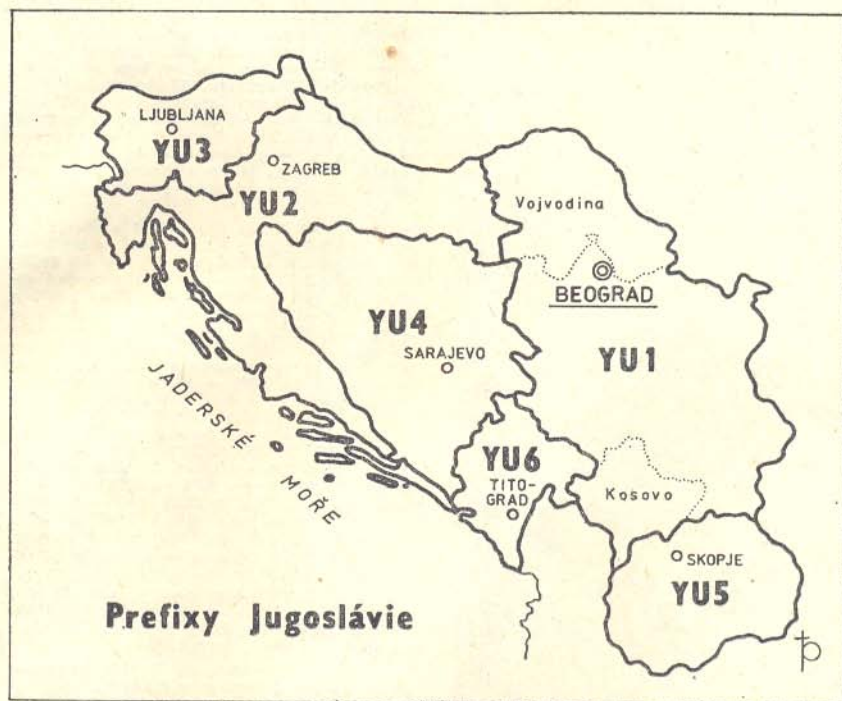 LJUBLJANA
YU3
ZAGREB
YU2
Vojvodina
BEOGRAD
YU4
SARAJEVO
YU1
JADERSKÉ
MOŘE
YU6
TITO-
GRAD
Kosovo
SKOPJE
YU5
Prefixy Jugoslávie